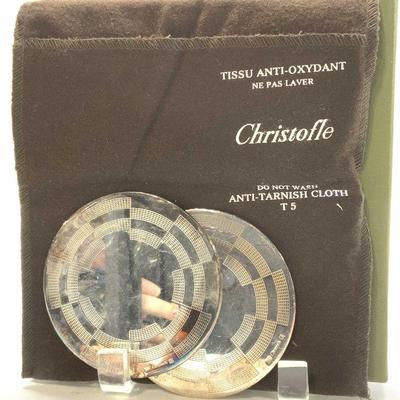 TISSU ANTI-OXYDANT
NE PAS LAVER
Christofle
DO NOT WASH
ANTI-TARNISH CLOTH
T 5